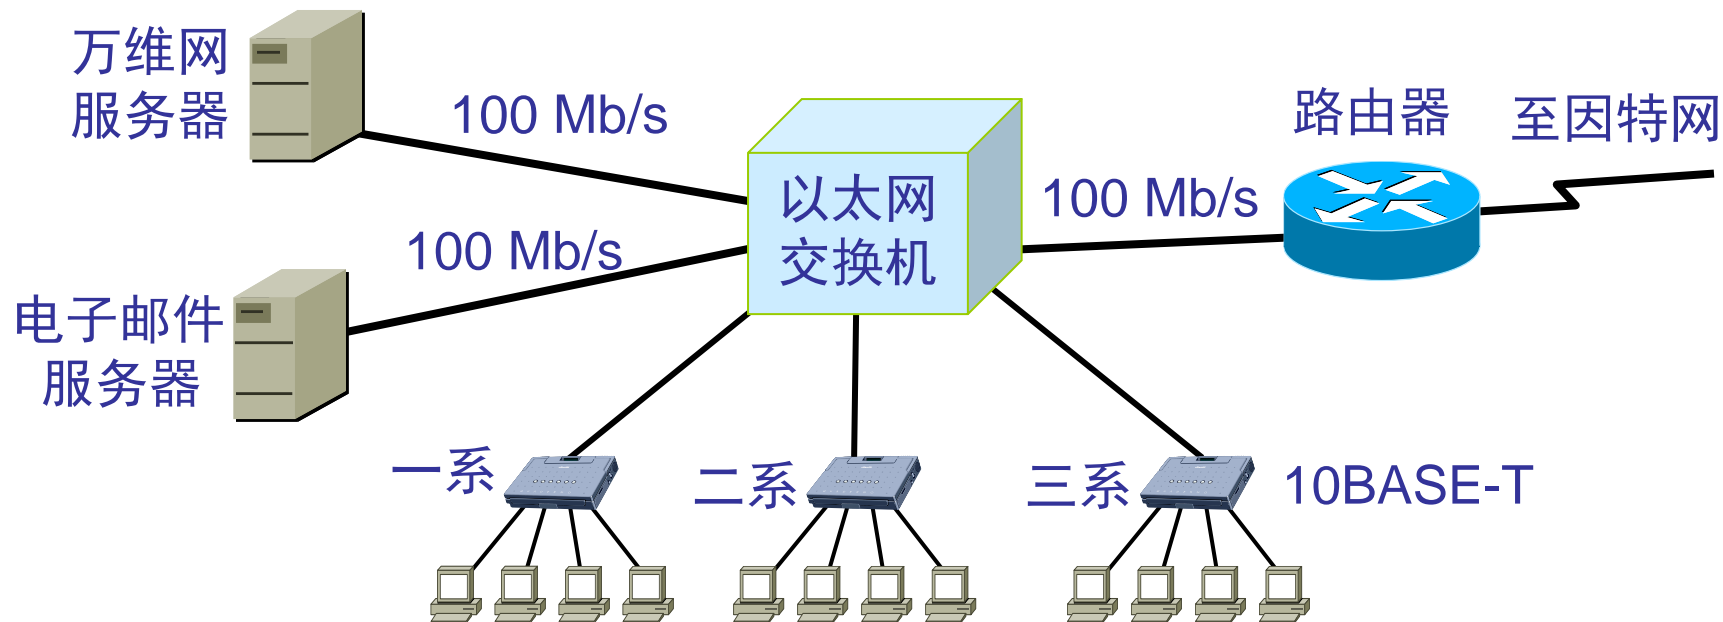 万维网
服务器
100 Mb/s
路由器
至因特网
以太网
交换机
100 Mb/s
100 Mb/s
电子邮件
服务器
一系
二系
三系
10BASE-T